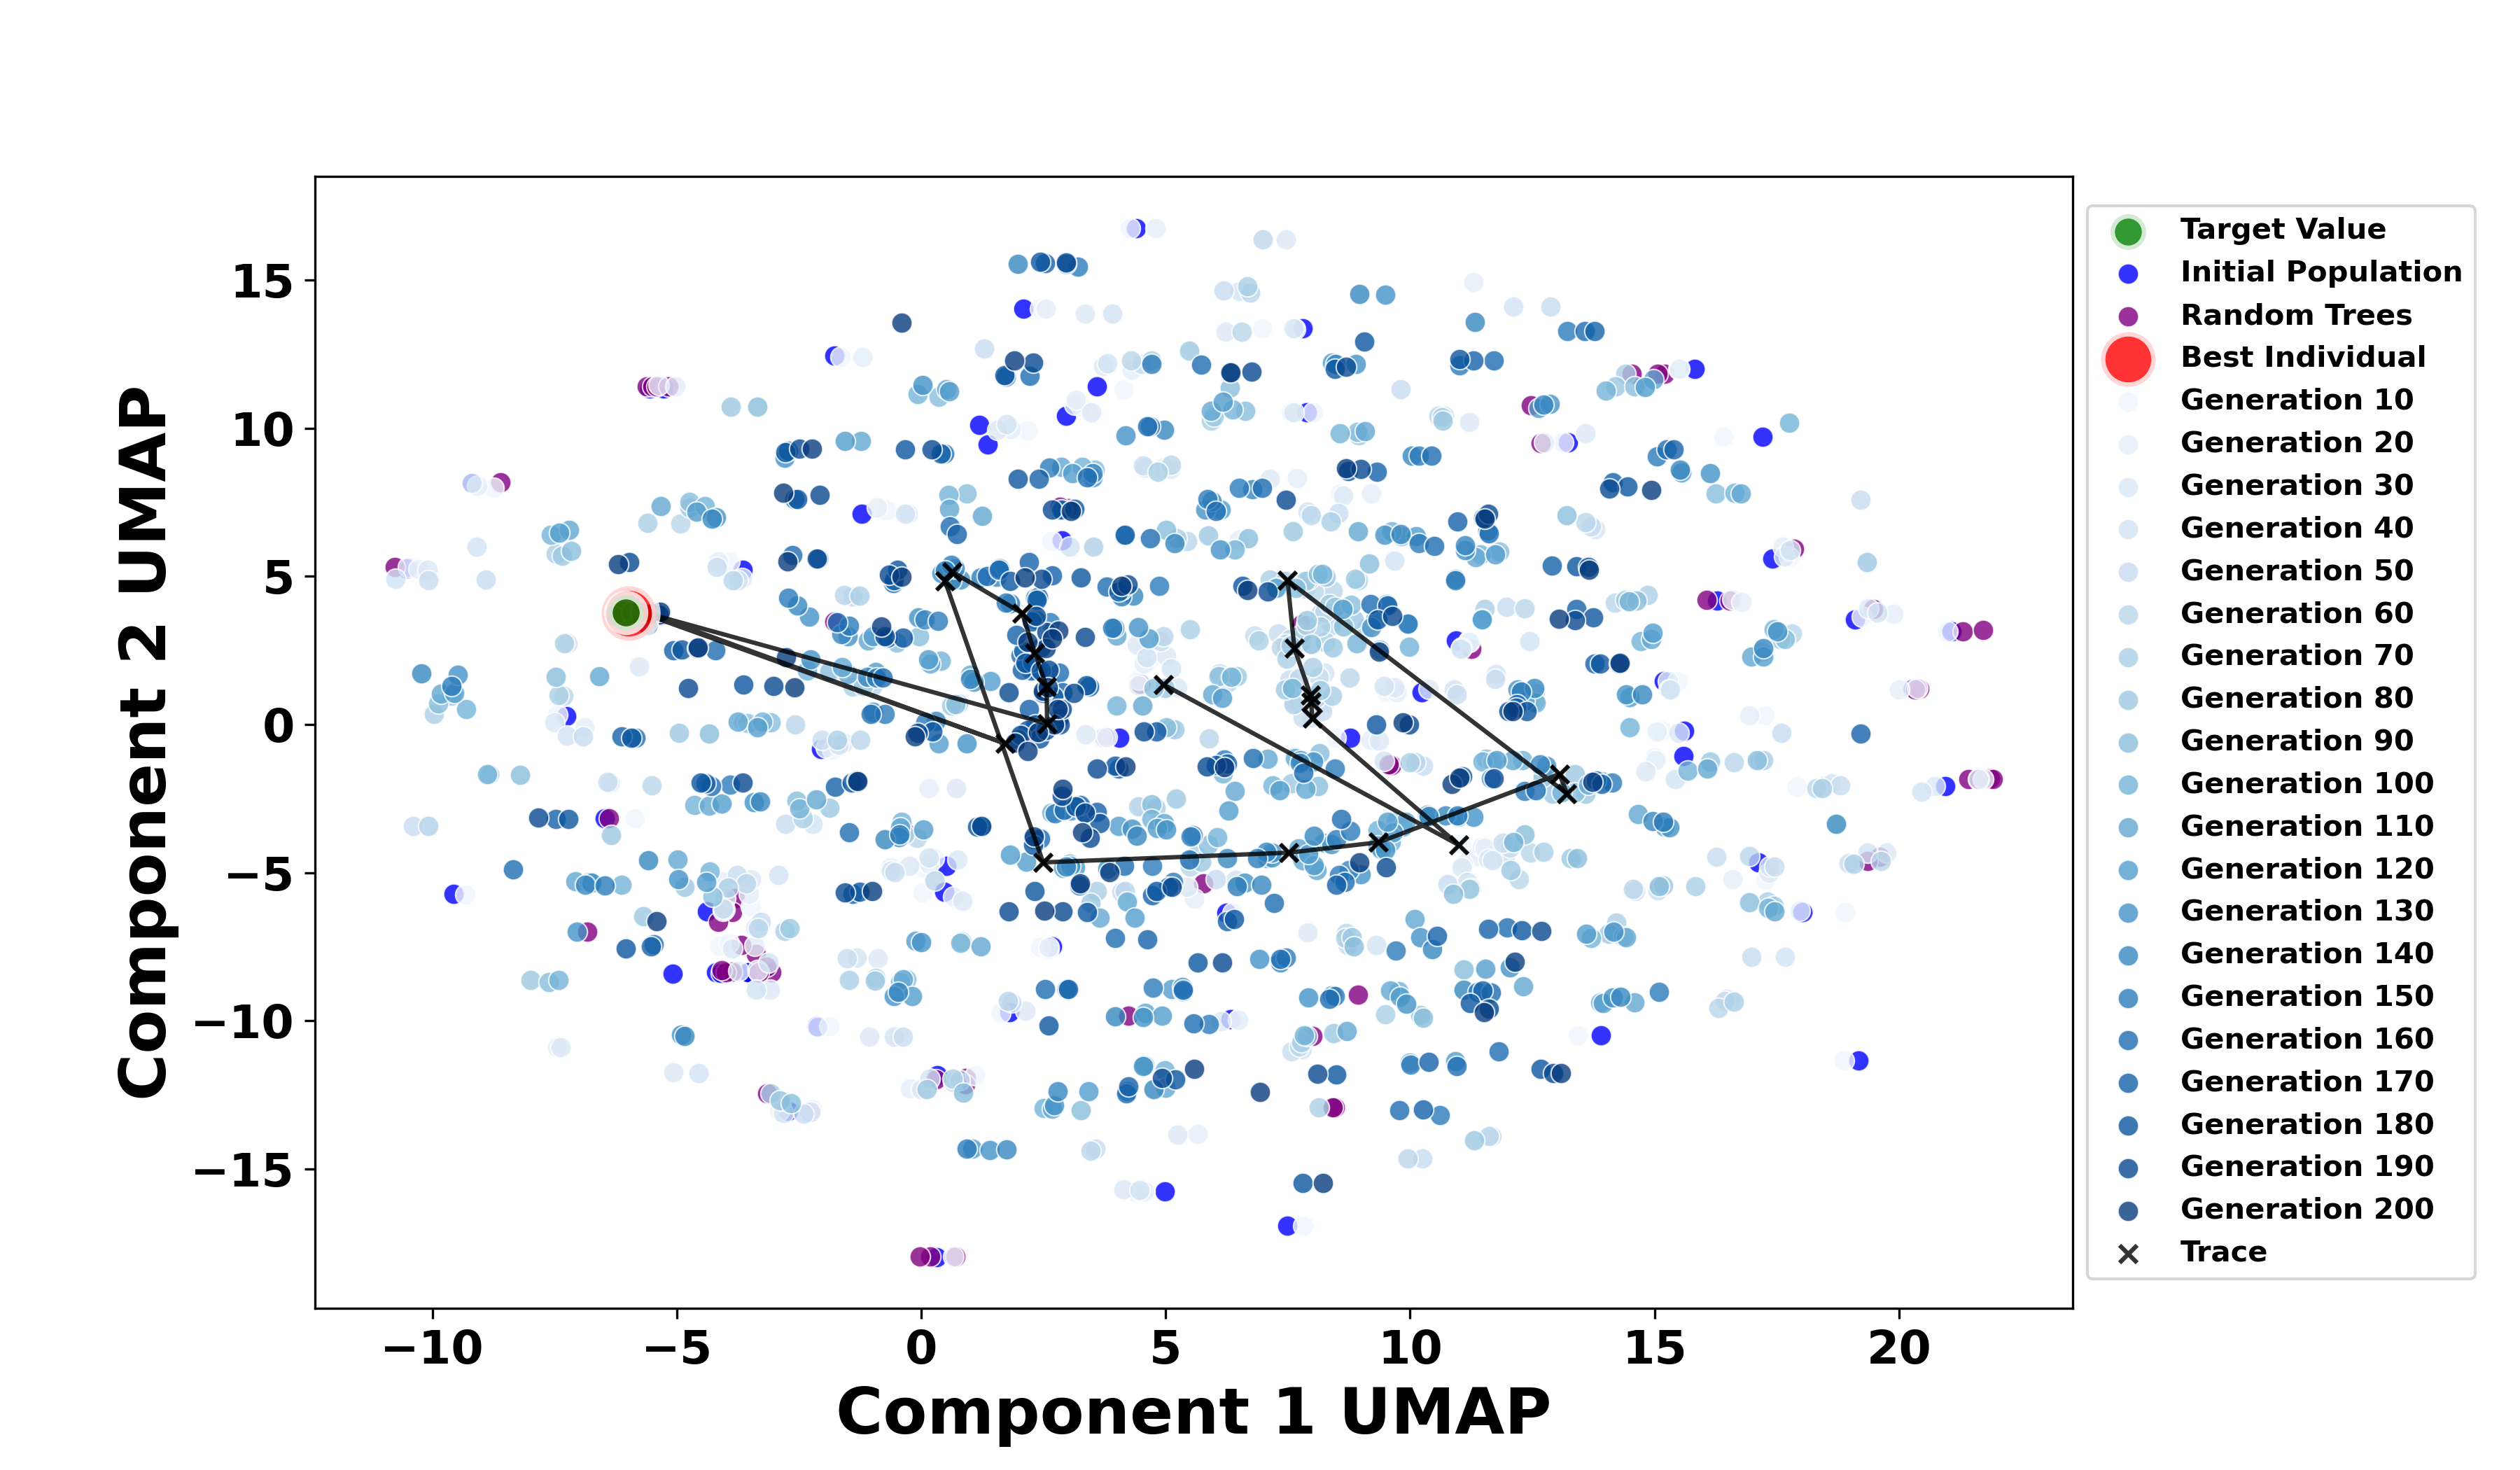 Component 2 UMAP
15
10
5
0
−5
−10
−15
−10 −5 0 5 10 15 20
Component 1 UMAP
Target Value
Initial Population
Random Trees
Best Individual
Generation 10
Generation 20
Generation 30
Generation 40
Generation 50
Generation 60
Generation 70
Generation 80
Generation 90
Generation 100
Generation 110
Generation 120
Generation 130
Generation 140
Generation 150
Generation 160
Generation 170
Generation 180
Generation 190
Generation 200
Trace